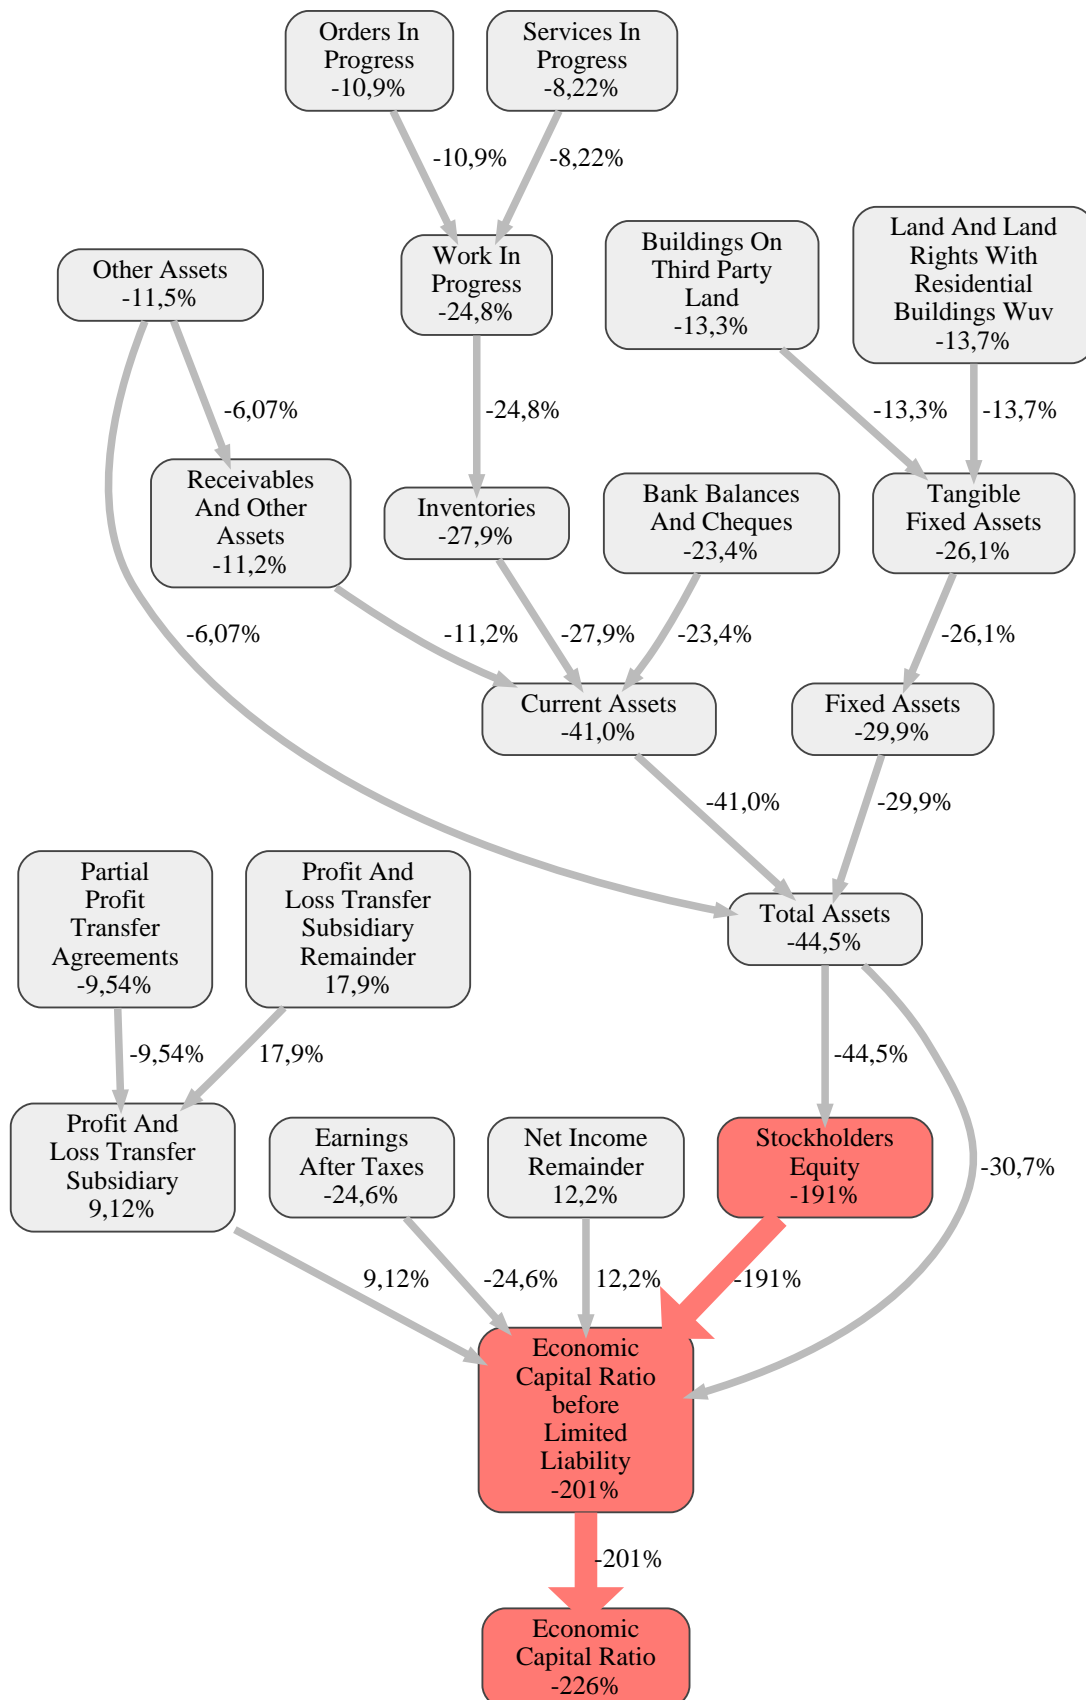 Orders In
Progress
-10,9%
Services In
Progress
-8,22%
-10,9%
-8,22%
Other Assets
-11,5%
Work In
Progress
-24,8%
Buildings On
Third Party
Land
-13,3%
Land And Land
Rights With
Residential
Buildings Wuv
-13,7%
-6,07%
-24,8%
-13,3%
-13,7%
Receivables
And Other
Assets
-11,2%
Inventories
-27,9%
Bank Balances
And Cheques
-23,4%
Tangible
Fixed Assets
-26,1%
-6,07%
-11,2%
-27,9%
-23,4%
-26,1%
Current Assets
-41,0%
Fixed Assets
-29,9%
-41,0%
-29,9%
Partial
Profit
Transfer
Agreements
-9,54%
Profit And
Loss Transfer
Subsidiary
Remainder
17,9%
Total Assets
-44,5%
-9,54%
17,9%
-44,5%
Profit And
Loss Transfer
Subsidiary
9,12%
Earnings
After Taxes
-24,6%
Net Income
Remainder
12,2%
Stockholders
Equity
-191%
-30,7%
9,12%
-24,6%
12,2%
-191%
Economic
Capital Ratio
before
Limited
Liability
-201%
-201%
Economic
Capital Ratio
-226%